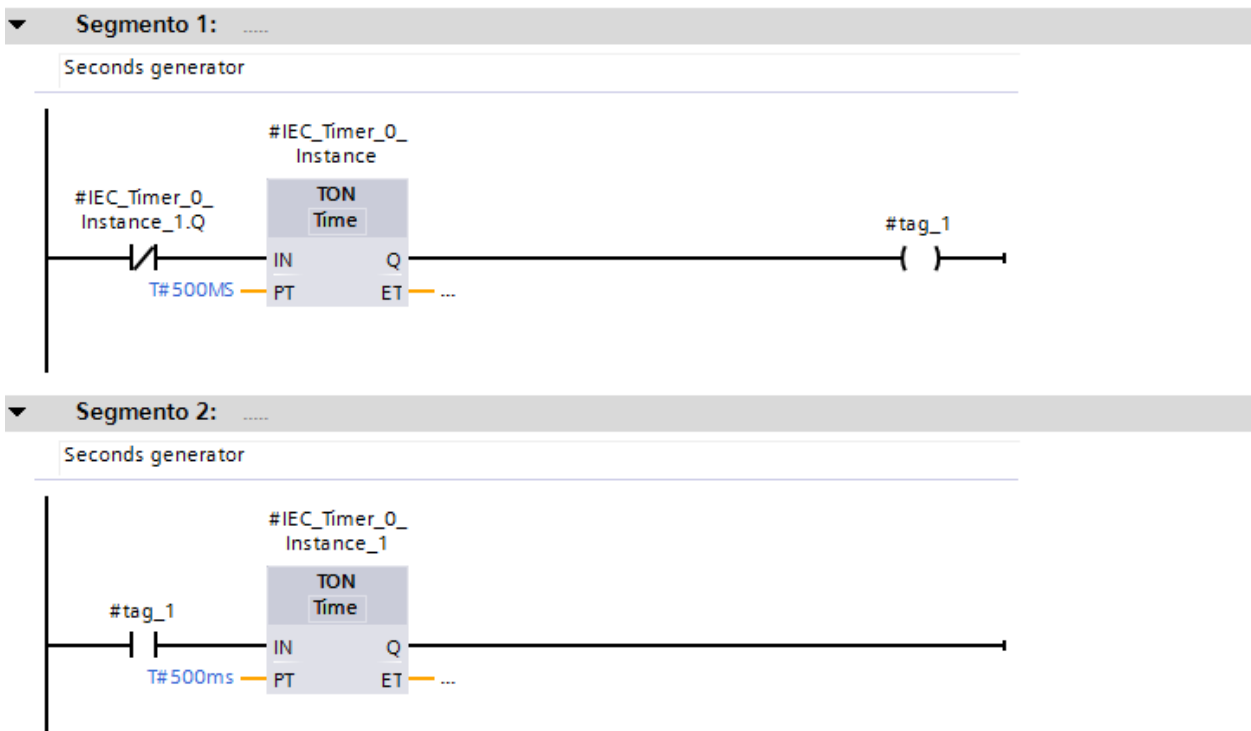 Segmento 1: .....
Seconds generator
#IEC_Timer_0_
Instance
#IEC_Timer_0_
Instance_1.Q
TON
Time
#tag_1
IN Q
T#500MS PT ET ...
Segmento 2: .....
Seconds generator
#IEC_Timer_0_
Instance_1
#tag_1
TON
Time
IN Q
T#500ms PT ET ...